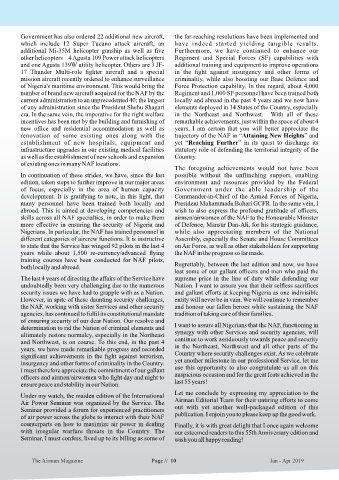 Government has also ordered 22 additional new aircraft,
which include 12 Super Tucano attack aircraft, an
additional Mi-35M helicopter gunship as well as five
other helicopters – 4 Agusta 109 Power attack helicopters
and one Agusta 139W utility helicopter. Others are 3 JF-
17 Thunder Multi-role fighter aircraft and a special
mission aircraft recently ordered to enhance surveillance
of Nigeria's maritime environment. This would bring the
number of brand new aircraft acquired for the NAF by the
current administration to an unprecedented 40; the largest
of any administration since the President Shehu Shagari
era. In the same vein, the imperative for the right welfare
incentives has been met by the building and furnishing of
new office and residential accommodation as well as
renovation of some existing ones along with the
establishment of new hospitals, equipment and
infrastructure upgrades in our existing medical facilities
as well as the establishment of new schools and expansion
of existing ones in many NAF locations.
In continuation of these strides, we have, since the last
edition, taken steps to further improve in our major areas
of focus, especially in the area of human capacity
development. It is gratifying to note, in this light, that
many personnel have been trained both locally and
abroad. This is aimed at developing competencies and
skills across all NAF specialties, in order to make them
more effective in ensuring the security of Nigeria and
Nigerians. In particular, the NAF has trained personnel in
different categories of aircrew functions. It is instructive
to state that the Service has winged 92 pilots in the last 4
years while about 1,500 re-currency/advanced flying
training courses have been conducted for NAF pilots,
both locally and abroad.
The last 4 years of directing the affairs of the Service have
undoubtedly been very challenging due to the numerous
security issues we have had to grapple with as a Nation.
However, in spite of these daunting security challenges,
the NAF, working with sister Services and other security
agencies, has continued to fulfil its constitutional mandate
of ensuring security of our dear Nation. Our resolve and
determination to rid the Nation of criminal elements and
ultimately restore normalcy, especially in the Northeast
and Northwest, is on course. To this end, in the past 4
years, we have made remarkable progress and recorded
significant achievements in the fight against terrorism,
insurgency and other forms of criminality in the Country.
I must therefore appreciate the commitment of our gallant
officers and airmen/airwomen who fight day and night to
ensure peace and stability in our Nation.
Under my watch, the maiden edition of the International
Air Power Seminar was organized by the Service. The
Seminar provided a forum for experienced practitioners
of air power across the globe to interact with their NAF
counterparts on how to maximize air power in dealing
with irregular warfare threats in the Country. The
Seminar, I must confess, lived up to its billing as some of
the far-reaching resolutions have been implemented and
have indeed started yielding tangible results.
Furthermore, we have continued to enhance our
Regiment and Special Forces (SF) capabilities with
additional training and equipment to improve operations
in the fight against insurgency and other forms of
criminality, while also boosting our Base Defence and
Force Protection capability. In this regard, about 4,000
Regiment and 1,000 SF personnel have been trained both
locally and abroad in the past 4 years and we now have
elements deployed in 14 States of the Country, especially
in the Northeast and Northwest. With all of these
remarkable achievements, just within the space of about 4
years, I am certain that you will better appreciate the
trajectory of the NAF in “Attaining New Heights” and
yet “Reaching Further” in its quest to discharge its
statutory role of defending the territorial integrity of the
Country.
The foregoing achievements would not have been
possible without the unflinching support, enabling
environment and resources provided by the Federal
Government under the able leadership of the
Commander-in-Chief of the Armed Forces of Nigeria,
President Muhammadu Buhari GCFR. In the same vein, I
wish to also express the profound gratitude of officers,
airmen/airwomen of the NAF to the Honourable Minister
of Defence, Mansur Dan-Ali, for his strategic guidance,
while also appreciating members of the National
Assembly, especially the Senate and House Committees
on Air Force, as well as other stakeholders for supporting
the NAF in the progress so far made.
Regrettably, between the last edition and now, we have
lost some of our gallant officers and men who paid the
supreme price in the line of duty while defending our
Nation. I want to assure you that their selfless sacrifices
and gallant efforts at keeping Nigeria as one indivisible
entity will never be in vain. We will continue to remember
and honour our fallen heroes while sustaining the NAF
tradition of taking care of their families.
I want to assure all Nigerians that the NAF, functioning in
synergy with other Services and security agencies, will
continue to work assiduously towards peace and security
in the Northeast, Northwest and all other parts of the
Country where security challenges exist. As we celebrate
yet another milestone in our professional Service, let me
use this opportunity to also congratulate us all on this
auspicious occasion and for the great feats achieved in the
last 55 years!
Let me conclude by expressing my appreciation to the
Airman Editorial Team for their untiring efforts to come
out with yet another well-packaged edition of this
publication. I enjoin you to please keep up the good work.
Finally, it is with great delight that I once again welcome
our esteemed readers to this 55th Anniversary edition and
wish you all happy reading!
The Airman Magazine
Page // 10
Jan - Apr 2019